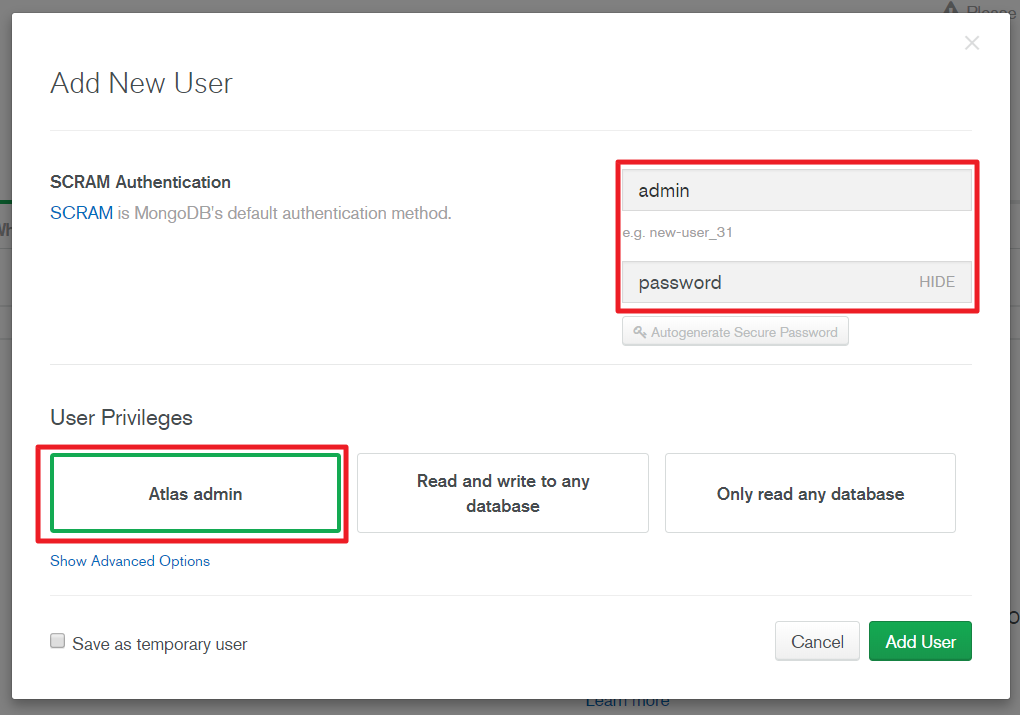 Please
Add New User
SCRAM Authentication
SCRAM is MongoDB's default authentication method.
admin
e.g. new-user_31
password
HIDE
Autogenerate Secure Password
User Privileges
Atlas admin
Read and write to any
database
Only read any database
Show Advanced Options
Save as temporary user
Cancel
Add User
Learn more